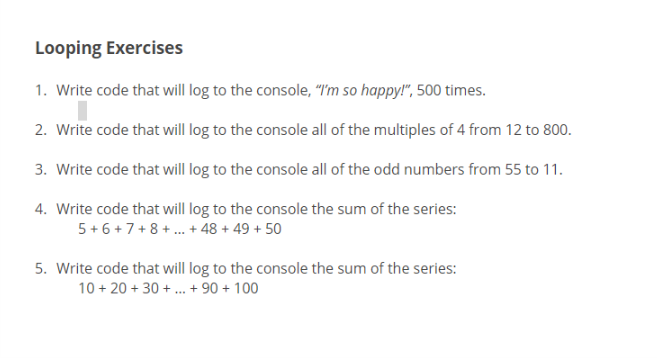 Looping Exercises
1. Write code that will log to the console, "I'm so happy!", 500 times.
2. Write code that will log to the console all of the multiples of 4 from 12 to 800.
3. Write code that will log to the console all of the odd numbers from 55 to 11.
4. Write code that will log to the console the sum of the series:
5 + 6 + 7 + 8 + ... + 48 + 49 + 50
5. Write code that will log to the console the sum of the series:
10 + 20 + 30 + ... + 90 + 100